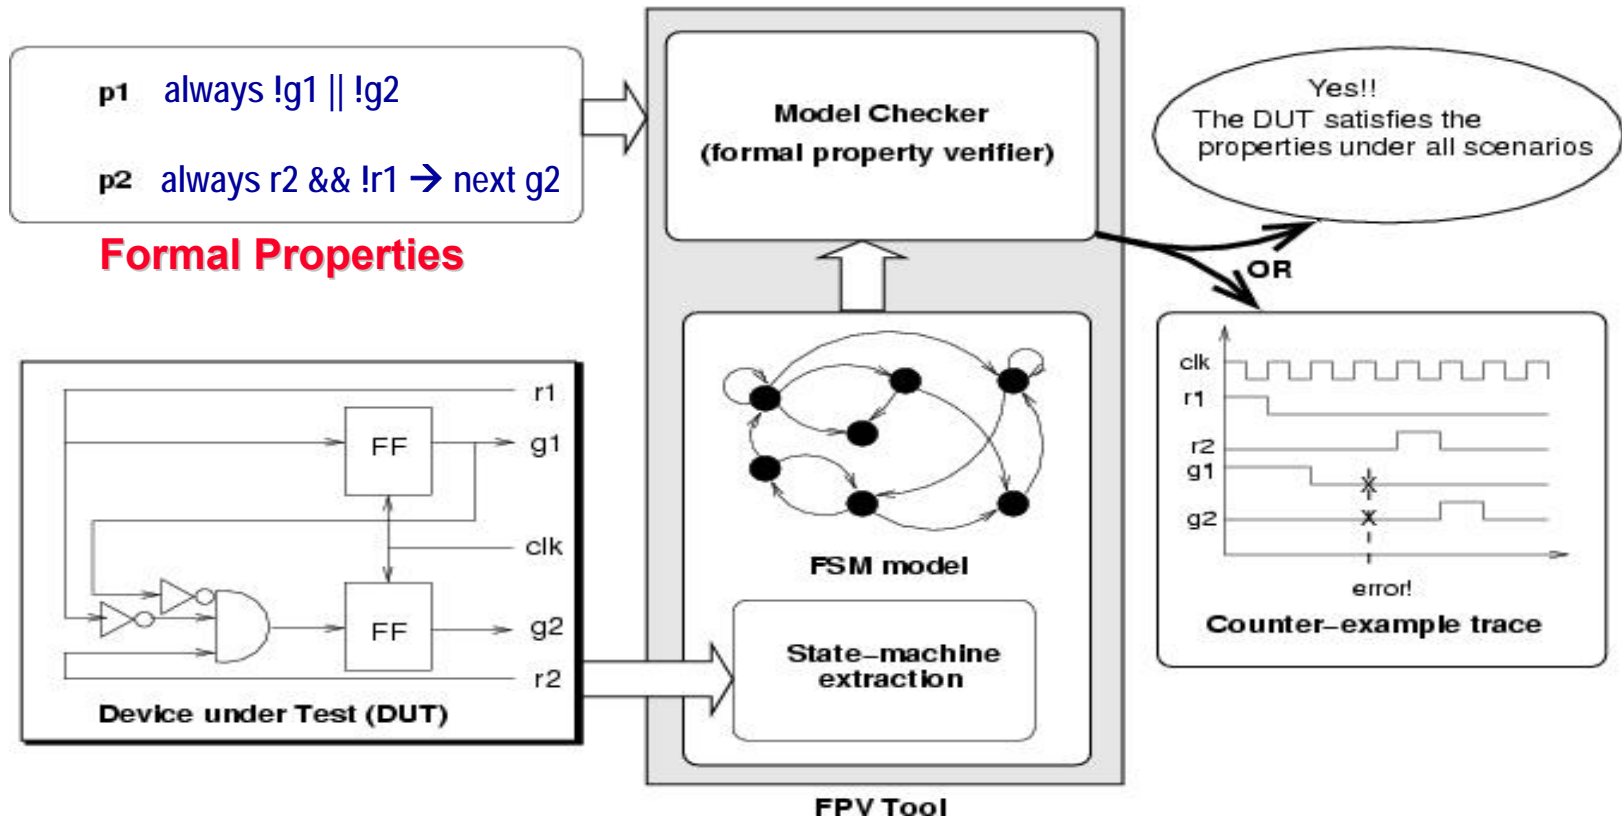 p1 always !g1 || !g2
p2 always r2 && !r1 → next g2
Formal Properties
Model Checker
(formal property verifier)
Yes!!
The DUT satisfies the
properties under all scenarios
OR
r1
FF
g1
clk
FF
g2
r2
Device under Test (DUT)
FSM model
State-machine
extraction
FPV Tool
clk
r1
r2
g1
X
g2
X
error!
Counter-example trace